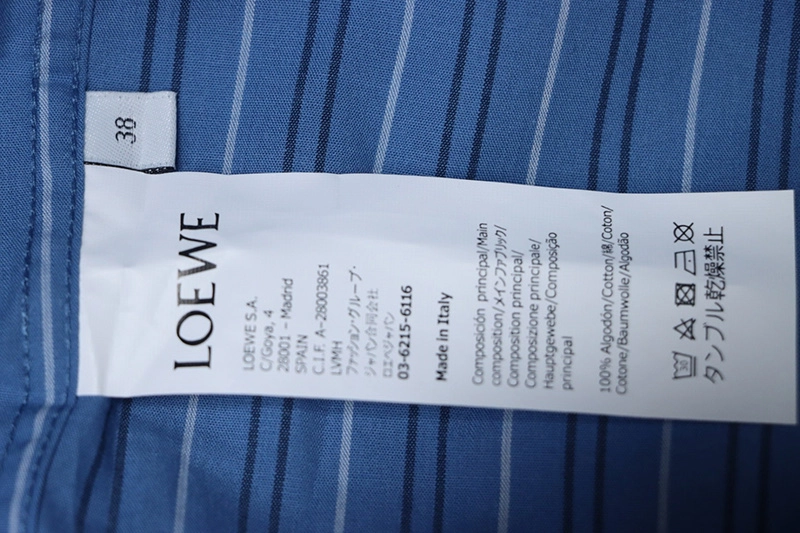 38
LOEWE
LOEWE S.A.
C/Goya, 4
28001 - Madrid
SPAIN
C.I.F. A-28003861
LVMH
ファッション・グループ・
ジャパン合同会社
ロエベジャパン
03-6215-6116
Made in Italy
Composición principal/Main
composition/メインファブリック/
Composition principal/
Composizione principale/
Hauptgewebe/Composição
principal
100% Algodón/Cotton/綿/Coton/
Cotone/Baumwolle/Algodão
30
タンブル乾燥禁止